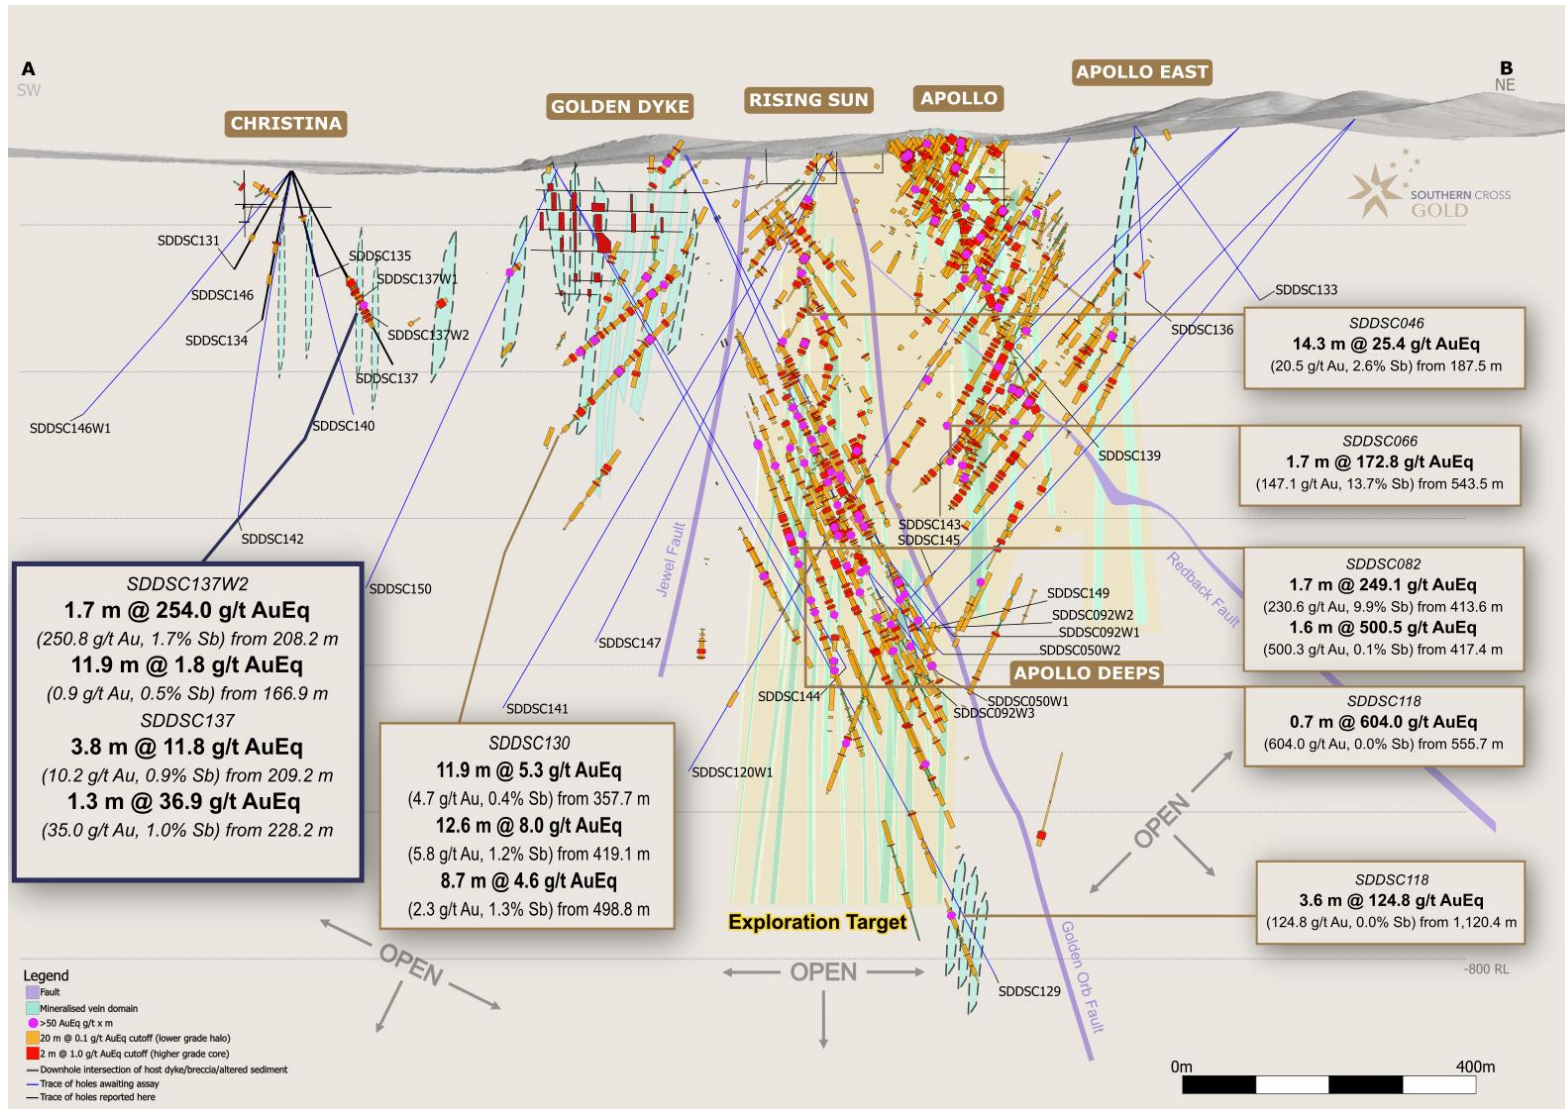 A
SW
B
NE
CHRISTINA
GOLDEN DYKE
RISING SUN
APOLLO
APOLLO EAST
SOUTHERN CROSS
GOLD
SDDSC131
SDDSC146
SDDSC134
SDDSC135
SDDSC137W1
SDDSC137W2
SDDSC137
SDDSC146W1
SDDSC140
SDDSC142
SDDSC150
SDDSC147
SDDSC141
SDDSC120W1
SDDSC144
SDDSC133
SDDSC136
SDDSC139
SDDSC143
SDDSC145
SDDSC149
SDDSC092W2
SDDSC092W1
SDDSC050W2
APOLLO DEEPS
SDDSC050W1
SDDSC092W3
SDDSC129
Jewel Fault
Redback Fault
Golden Orb Fault
SDDSC046
14.3 m @ 25.4 g/t AuEq
(20.5 g/t Au, 2.6% Sb) from 187.5 m
SDDSC066
1.7 m @ 172.8 g/t AuEq
(147.1 g/t Au, 13.7% Sb) from 543.5 m
SDDSC082
1.7 m @ 249.1 g/t AuEq
(230.6 g/t Au, 9.9% Sb) from 413.6 m
1.6 m @ 500.5 g/t AuEq
(500.3 g/t Au, 0.1% Sb) from 417.4 m
SDDSC118
0.7 m @ 604.0 g/t AuEq
(604.0 g/t Au, 0.0% Sb) from 555.7 m
SDDSC118
3.6 m @ 124.8 g/t AuEq
(124.8 g/t Au, 0.0% Sb) from 1,120.4 m
SDDSC137W2
1.7 m @ 254.0 g/t AuEq
(250.8 g/t Au, 1.7% Sb) from 208.2 m
11.9 m @ 1.8 g/t AuEq
(0.9 g/t Au, 0.5% Sb) from 166.9 m
SDDSC137
3.8 m @ 11.8 g/t AuEq
(10.2 g/t Au, 0.9% Sb) from 209.2 m
1.3 m @ 36.9 g/t AuEq
(35.0 g/t Au, 1.0% Sb) from 228.2 m
SDDSC130
11.9 m @ 5.3 g/t AuEq
(4.7 g/t Au, 0.4% Sb) from 357.7 m
12.6 m @ 8.0 g/t AuEq
(5.8 g/t Au, 1.2% Sb) from 419.1 m
8.7 m @ 4.6 g/t AuEq
(2.3 g/t Au, 1.3% Sb) from 498.8 m
Exploration Target
OPEN
OPEN
OPEN
-800 RL
Legend
Fault
Mineralised vein domain
>50 AuEq g/t x m
20 m @ 0.1 g/t AuEq cutoff (lower grade halo)
2 m @ 1.0 g/t AuEq cutoff (higher grade core)
Downhole intersection of host dyke/breccia/altered sediment
Trace of holes awaiting assay
Trace of holes reported here
0m
400m